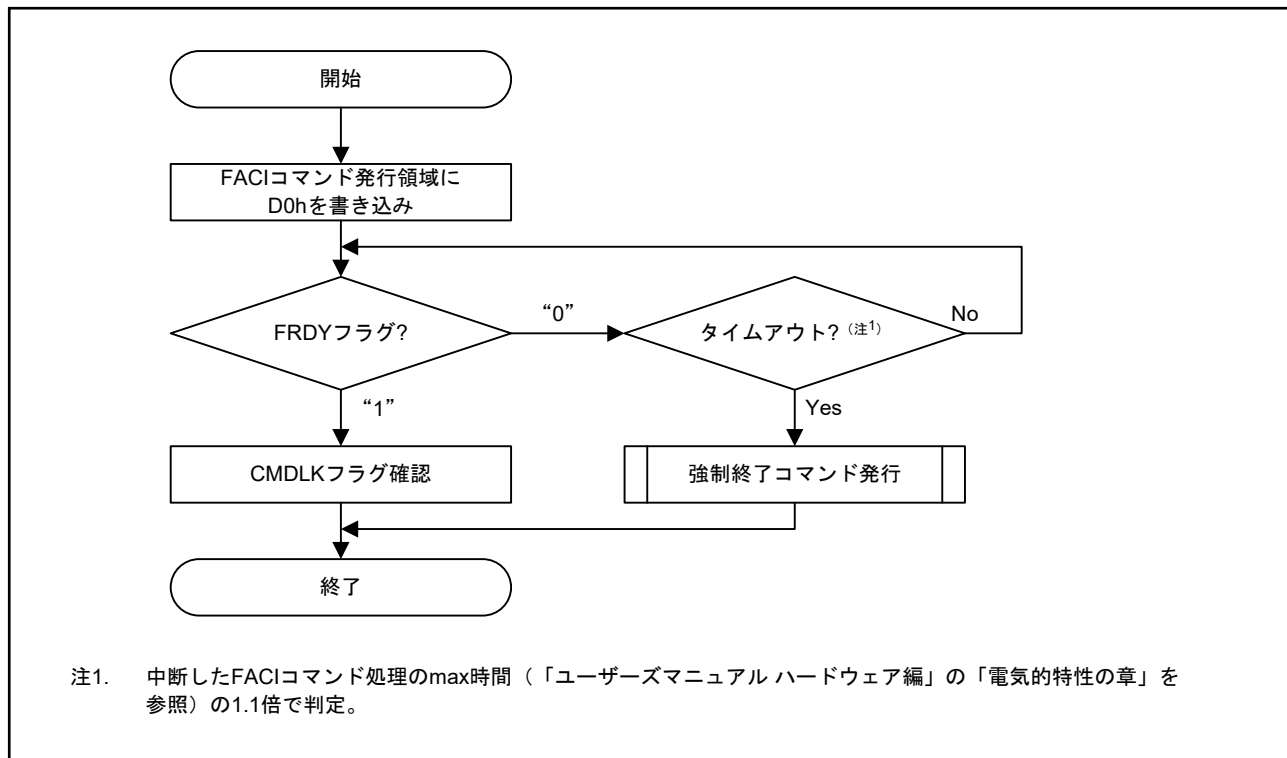 開始
FACIコマンド発行領域に
D0hを書き込み
FRDYフラグ?
“0”
タイムアウト?（注1）
No
“1”
Yes
CMDLKフラグ確認
強制終了コマンド発行
終了
注1. 中断したFACIコマンド処理のmax時間（「ユーザーズマニュアル ハードウェア編」の「電気的特性の章」を
参照）の1.1倍で判定。